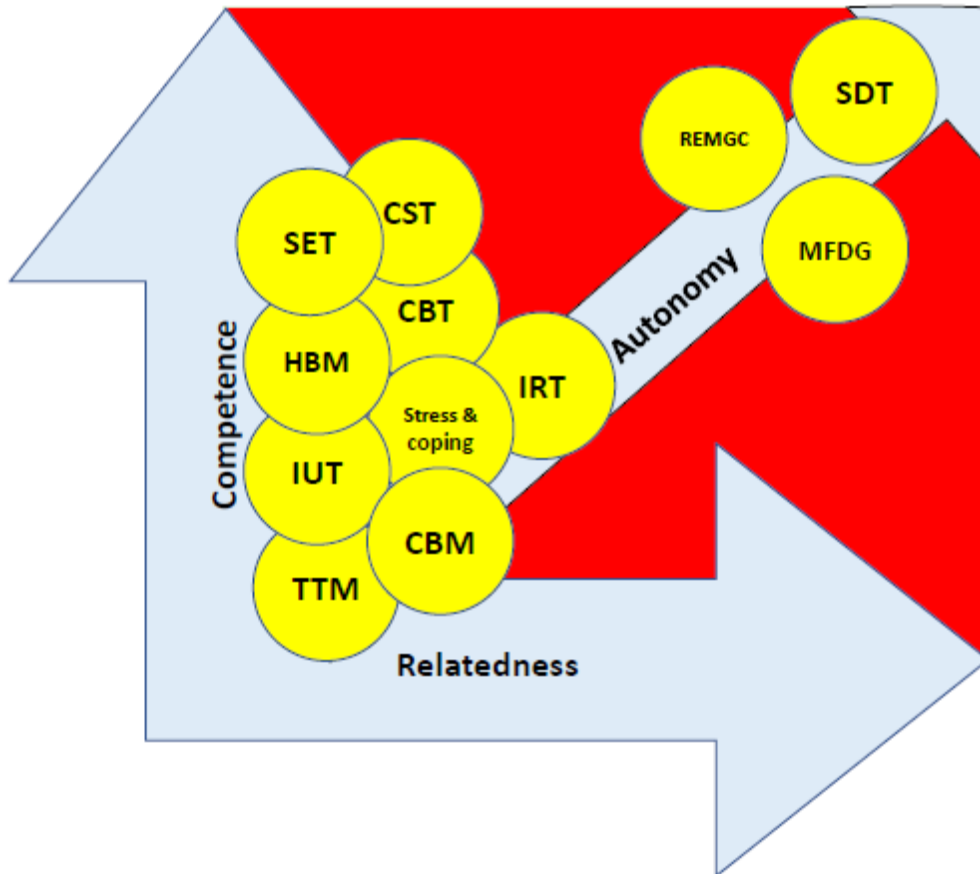 SDT
REMGC
CST
SET
MFDG
CBT
Autonomy
HBM
IRT
Competence
Stress &
coping
IUT
CBM
TTM
Relatedness